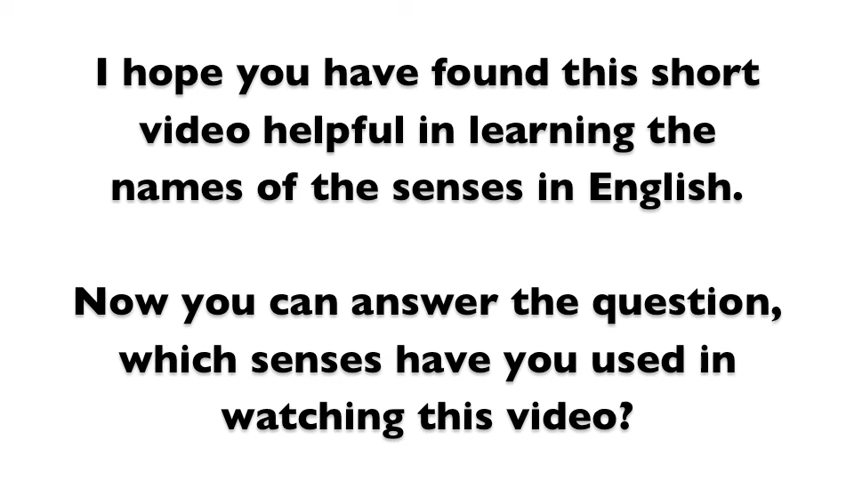 I hope you have found this short
video helpful in learning the
names of the senses in English.
Now you can answer the question,
which senses have you used in
watching this video?